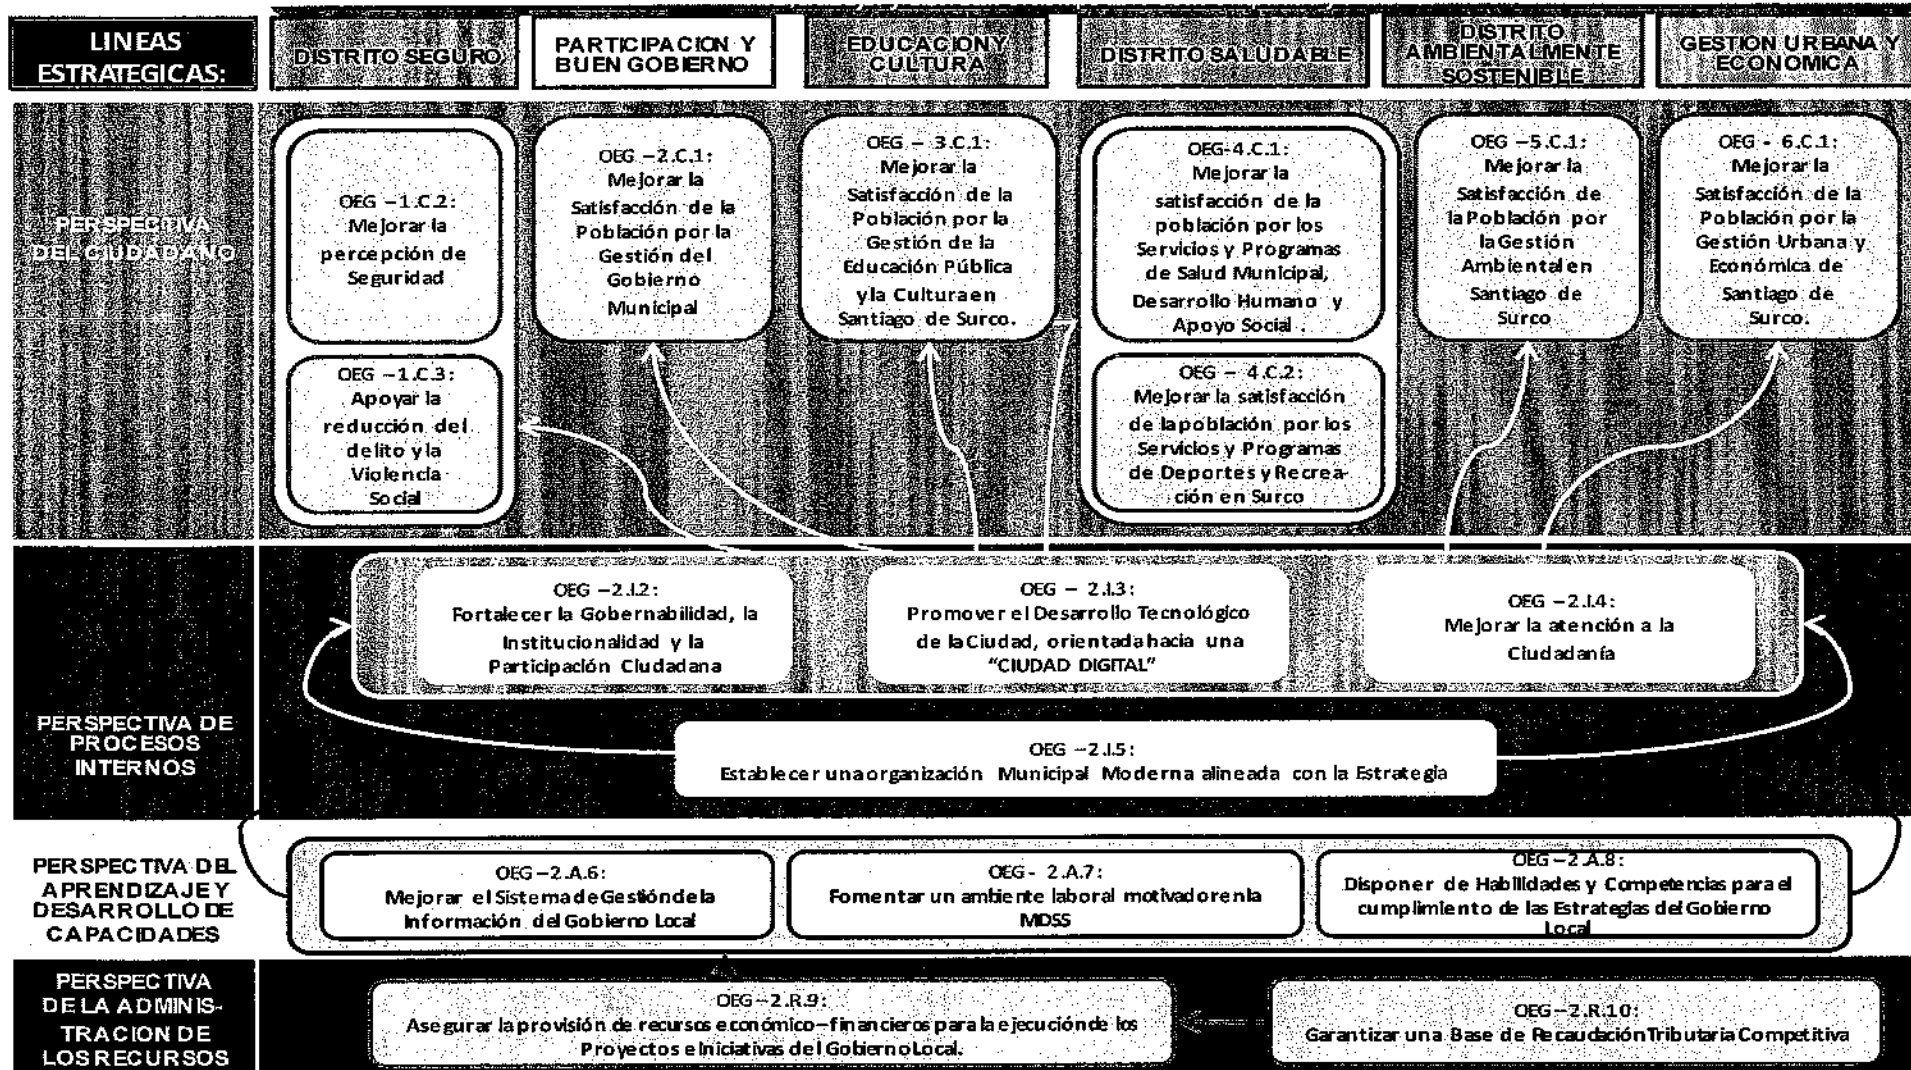 LINEAS
ESTRATEGICAS:
DISTRITO SEGURO
PARTICIPACION Y
BUEN GOBIERNO
EDUCACION Y
CULTURA
DISTRITO SALUDABLE
DISTRITO
AMBIENTALMENTE
SOSTENIBLE
GESTION URBANA Y
ECONOMICA
PERSPECTIVA
DEL CIUDADANO
OEG –1.C.2:
Mejorar la
percepción de
Seguridad
OEG –1.C.3:
Apoyar la
reducción del
delito y la
Violencia
Social
OEG –2.C.1:
Mejorar la
Satisfacción de la
Población por la
Gestión del
Gobierno
Municipal
OEG – 3.C.1:
Mejorar la
Satisfacción de la
Población por la
Gestión de la
Educación Pública
y la Cultura en
Santiago de Surco.
OEG-4.C.1:
Mejorar la
satisfacción de la
población por los
Servicios y Programas
de Salud Municipal,
Desarrollo Humano y
Apoyo Social .
OEG – 4.C.2:
Mejorar la satisfacción
de la población por los
Servicios y Programas
de Deportes y Recrea-
ción en Surco
OEG –5.C.1:
Mejorar la
Satisfacción de
la Población por
la Gestión
Ambiental en
Santiago de
Surco
OEG - 6.C.1:
Mejorar la
Satisfacción de la
Población por la
Gestión Urbana y
Económica de
Santiago de
Surco.
PERSPECTIVA DE
PROCESOS
INTERNOS
OEG –2.I.2:
Fortalecer la Gobernabilidad, la
Institucionalidad y la
Participación Ciudadana
OEG – 2.I.3:
Promover el Desarrollo Tecnológico
de la Ciudad, orientada hacia una
“CIUDAD DIGITAL”
OEG –2.I.4:
Mejorar la atención a la
Ciudadanía
OEG –2.I.5:
Establecer una organización Municipal Moderna alineada con la Estrategia
PERSPECTIVA DEL
APRENDIZAJE Y
DESARROLLO DE
CAPACIDADES
OEG–2.A.6:
Mejorar el Sistema de Gestión de la
Información del Gobierno Local
OEG- 2.A.7:
Fomentar un ambiente laboral motivador en la
MDSS
OEG–2.A.8:
Disponer de Habilidades y Competencias para el
cumplimiento de las Estrategias del Gobierno
Local
PERSPECTIVA
DE LA ADMINIS-
TRACION DE
LOS RECURSOS
OEG–2.R.9:
Asegurar la provisión de recursos económico–financieros para la ejecución de los
Proyectos e Iniciativas del Gobierno Local.
OEG–2.R.10:
Garantizar una Base de Recaudación Tributaria Competitiva